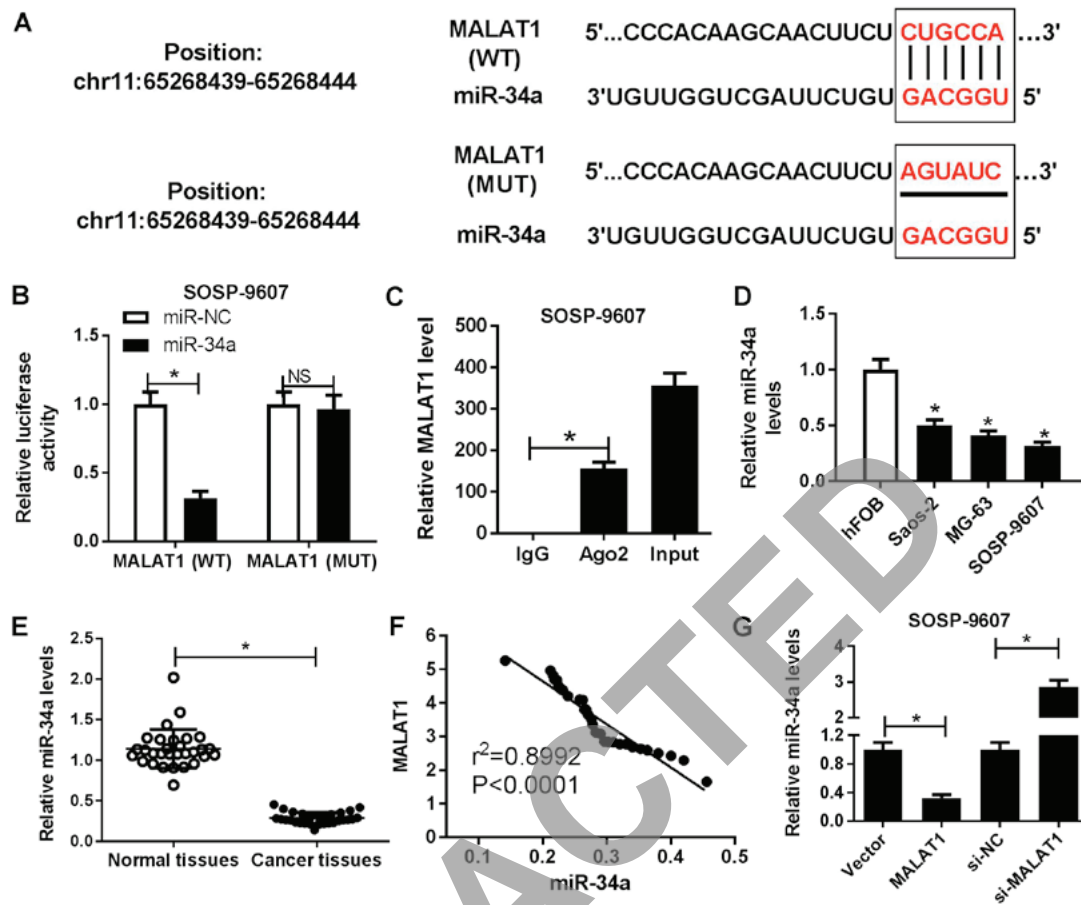 A
Position:
chr11:65268439-65268444
MALAT1
(WT)
5'...CCCACAAGCAACUUCU CUGCCA ...3'
miR-34a
3'UGUUGGUCGAUUCUGU GACGGU 5'
Position:
chr11:65268439-65268444
MALAT1
(MUT)
5'...CCCACAAGCAACUUCU AGUAUC ...3'
miR-34a
3'UGUUGGUCGAUUCUGU GACGGU 5'
B
SOSP-9607
miR-NC
miR-34a
Relative luciferase
activity
1.5
1.0
0.5
0.0
*
NS
MALAT1 (WT)
MALAT1 (MUT)
C
SOSP-9607
Relative MALAT1 level
500
400
300
200
100
0
*
IgG
Ago2
Input
D
Relative miR-34a
levels
1.5
1.0
0.5
0.0
*
*
*
hFOB
Saos-2
MG-63
SOSP-9607
E
Relative miR-34a levels
2.5
2.0
1.5
1.0
0.5
0.0
*
Normal tissues
Cancer tissues
F
MALAT1
6
5
4
3
2
1
0
r²=0.8992
P<0.0001
0.1
0.2
0.3
0.4
0.5
miR-34a
G
SOSP-9607
Relative miR-34a levels
3
2
1.2
0.8
0.4
0.0
*
*
Vector
MALAT1
si-NC
si-MALAT1
ACTED